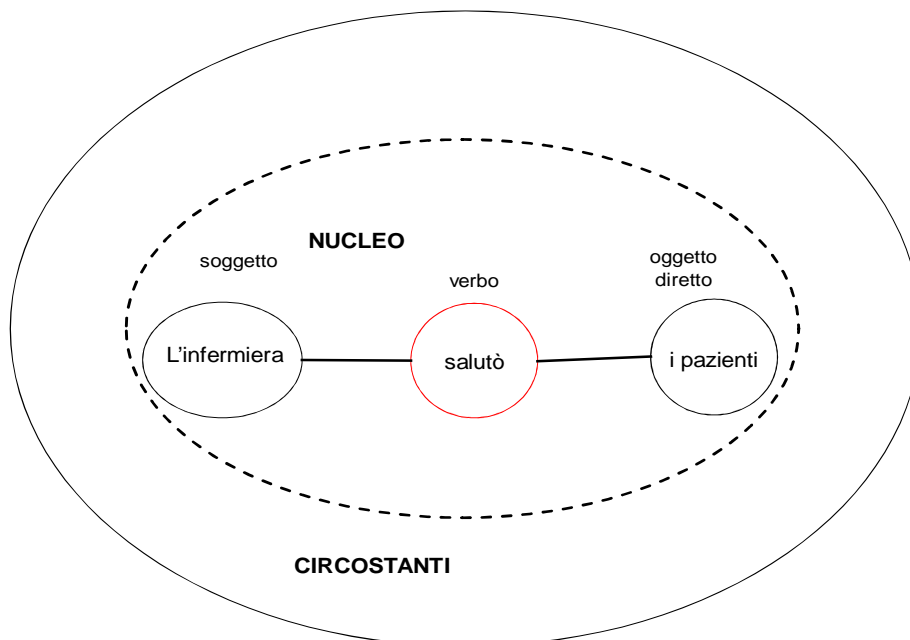 NUCLEO
soggetto
verbo
oggetto
diretto
L'infermiera
salutò
i pazienti
CIRCOSTANTI